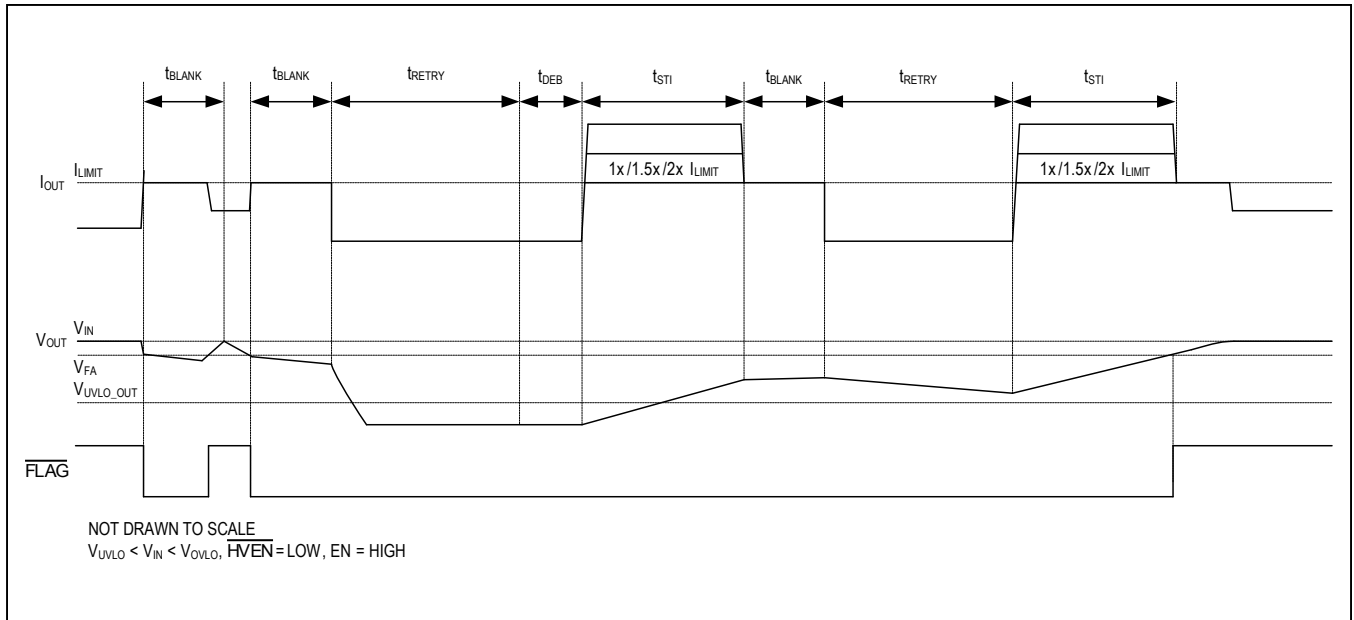 tBLANK tBLANK tRETRY tDEB tSTI tBLANK tRETRY tSTI
ILIMIT
IOUT
1x/1.5x/2x ILIMIT 1x/1.5x/2x ILIMIT
VIN
VOUT
VFA
VUVLO_OUT
FLAG
NOT DRAWN TO SCALE
VUVLO < VIN < VOVLO, HVEN = LOW, EN = HIGH